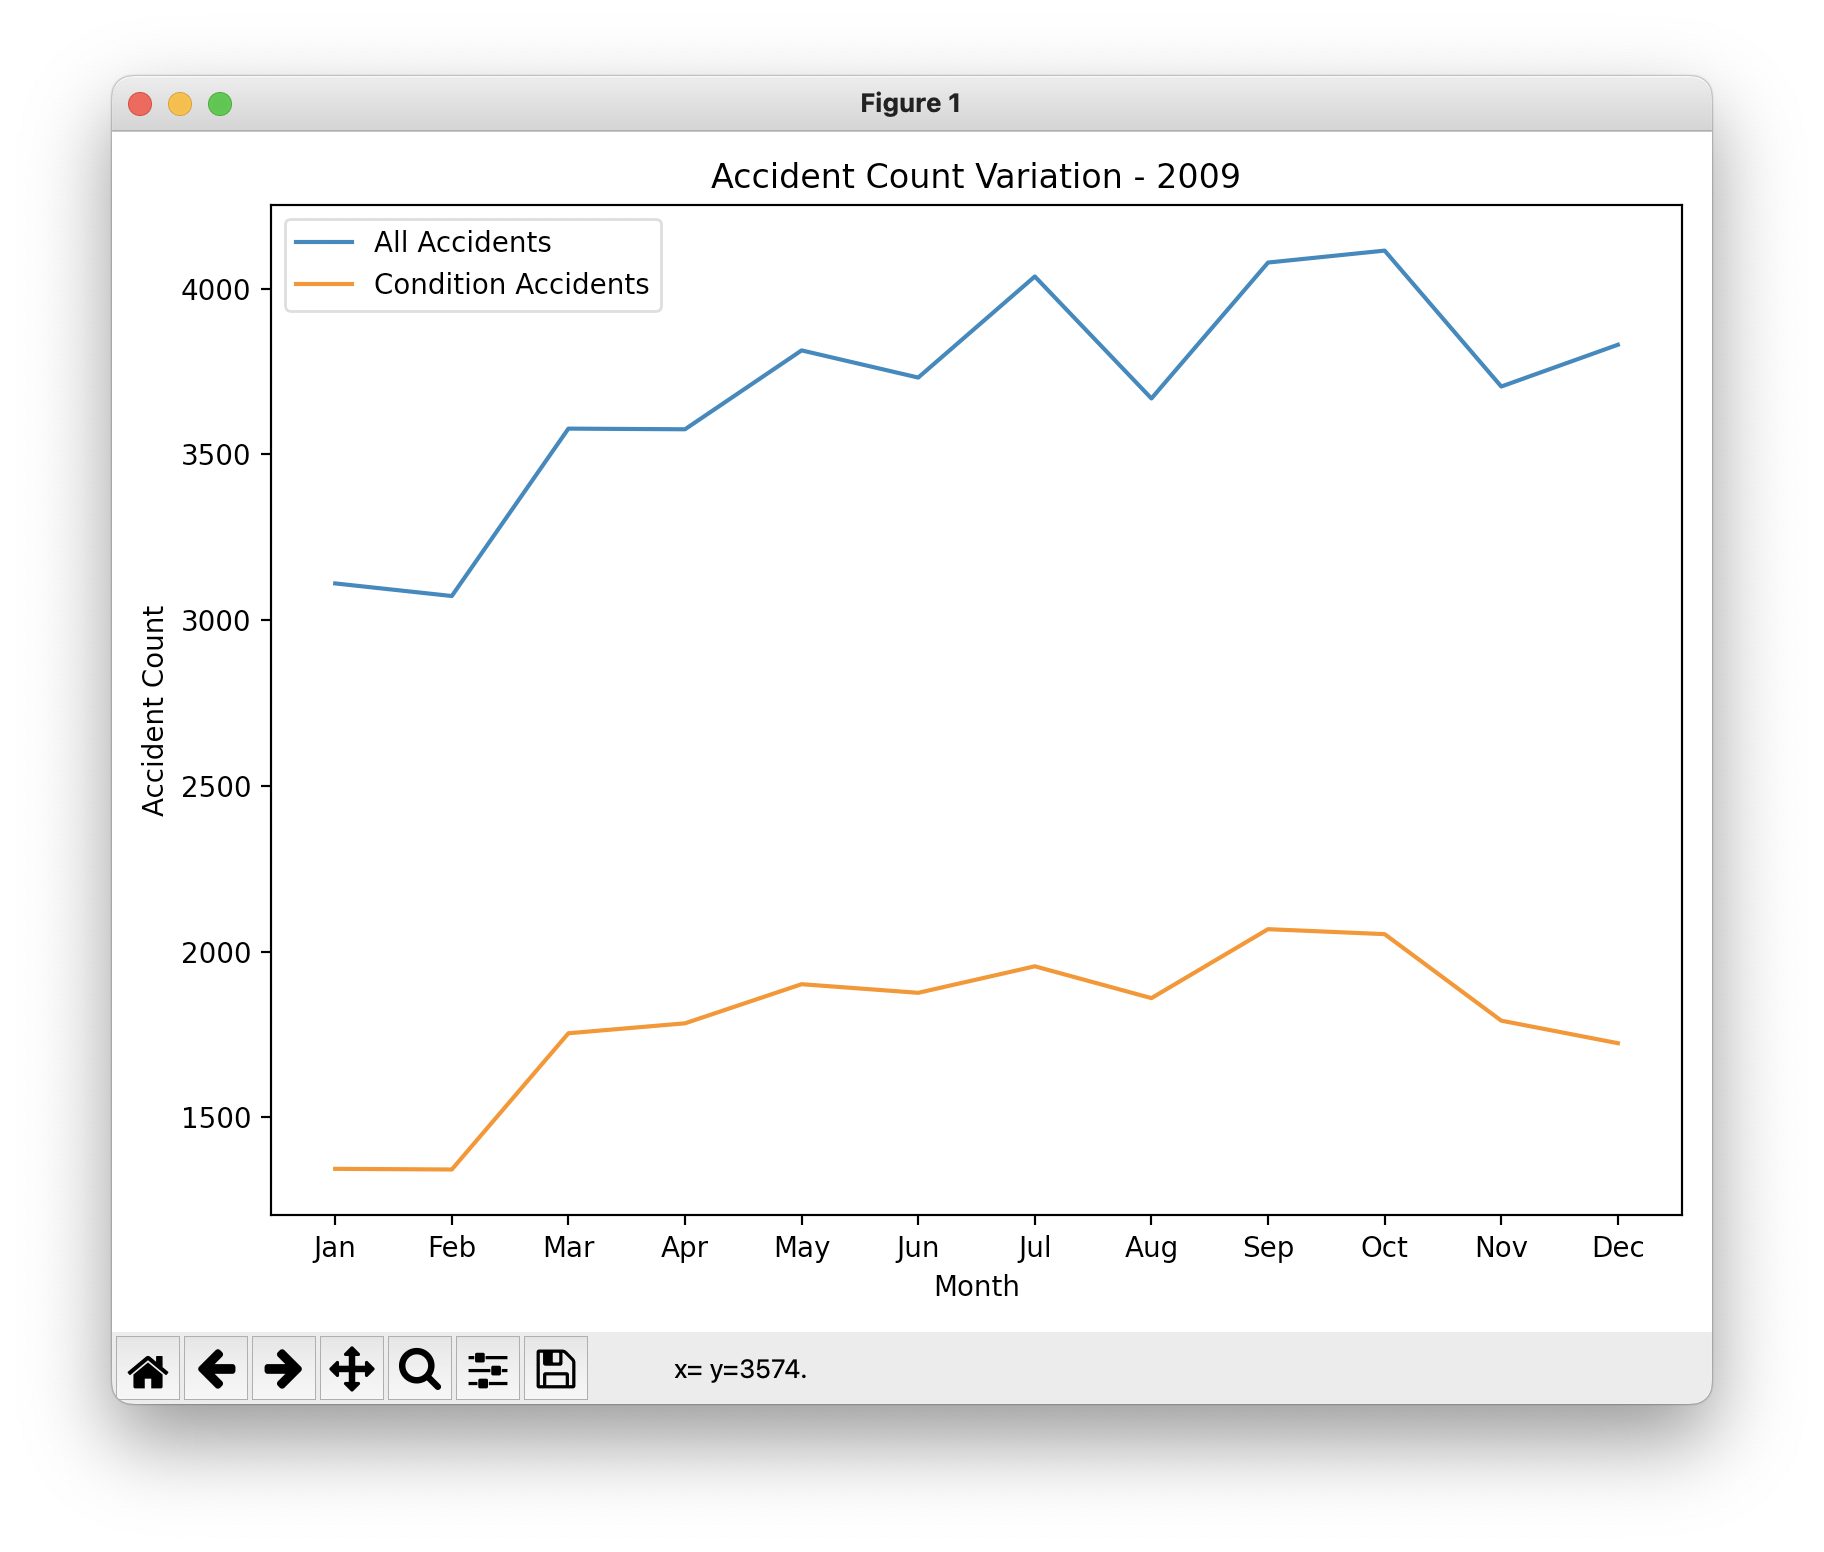 Figure 1
Accident Count Variation - 2009
All Accidents
Condition Accidents
4000
3500
3000
2500
2000
1500
Accident Count
Jan Feb Mar Apr May Jun Jul Aug Sep Oct Nov Dec
Month
x= y=3574.